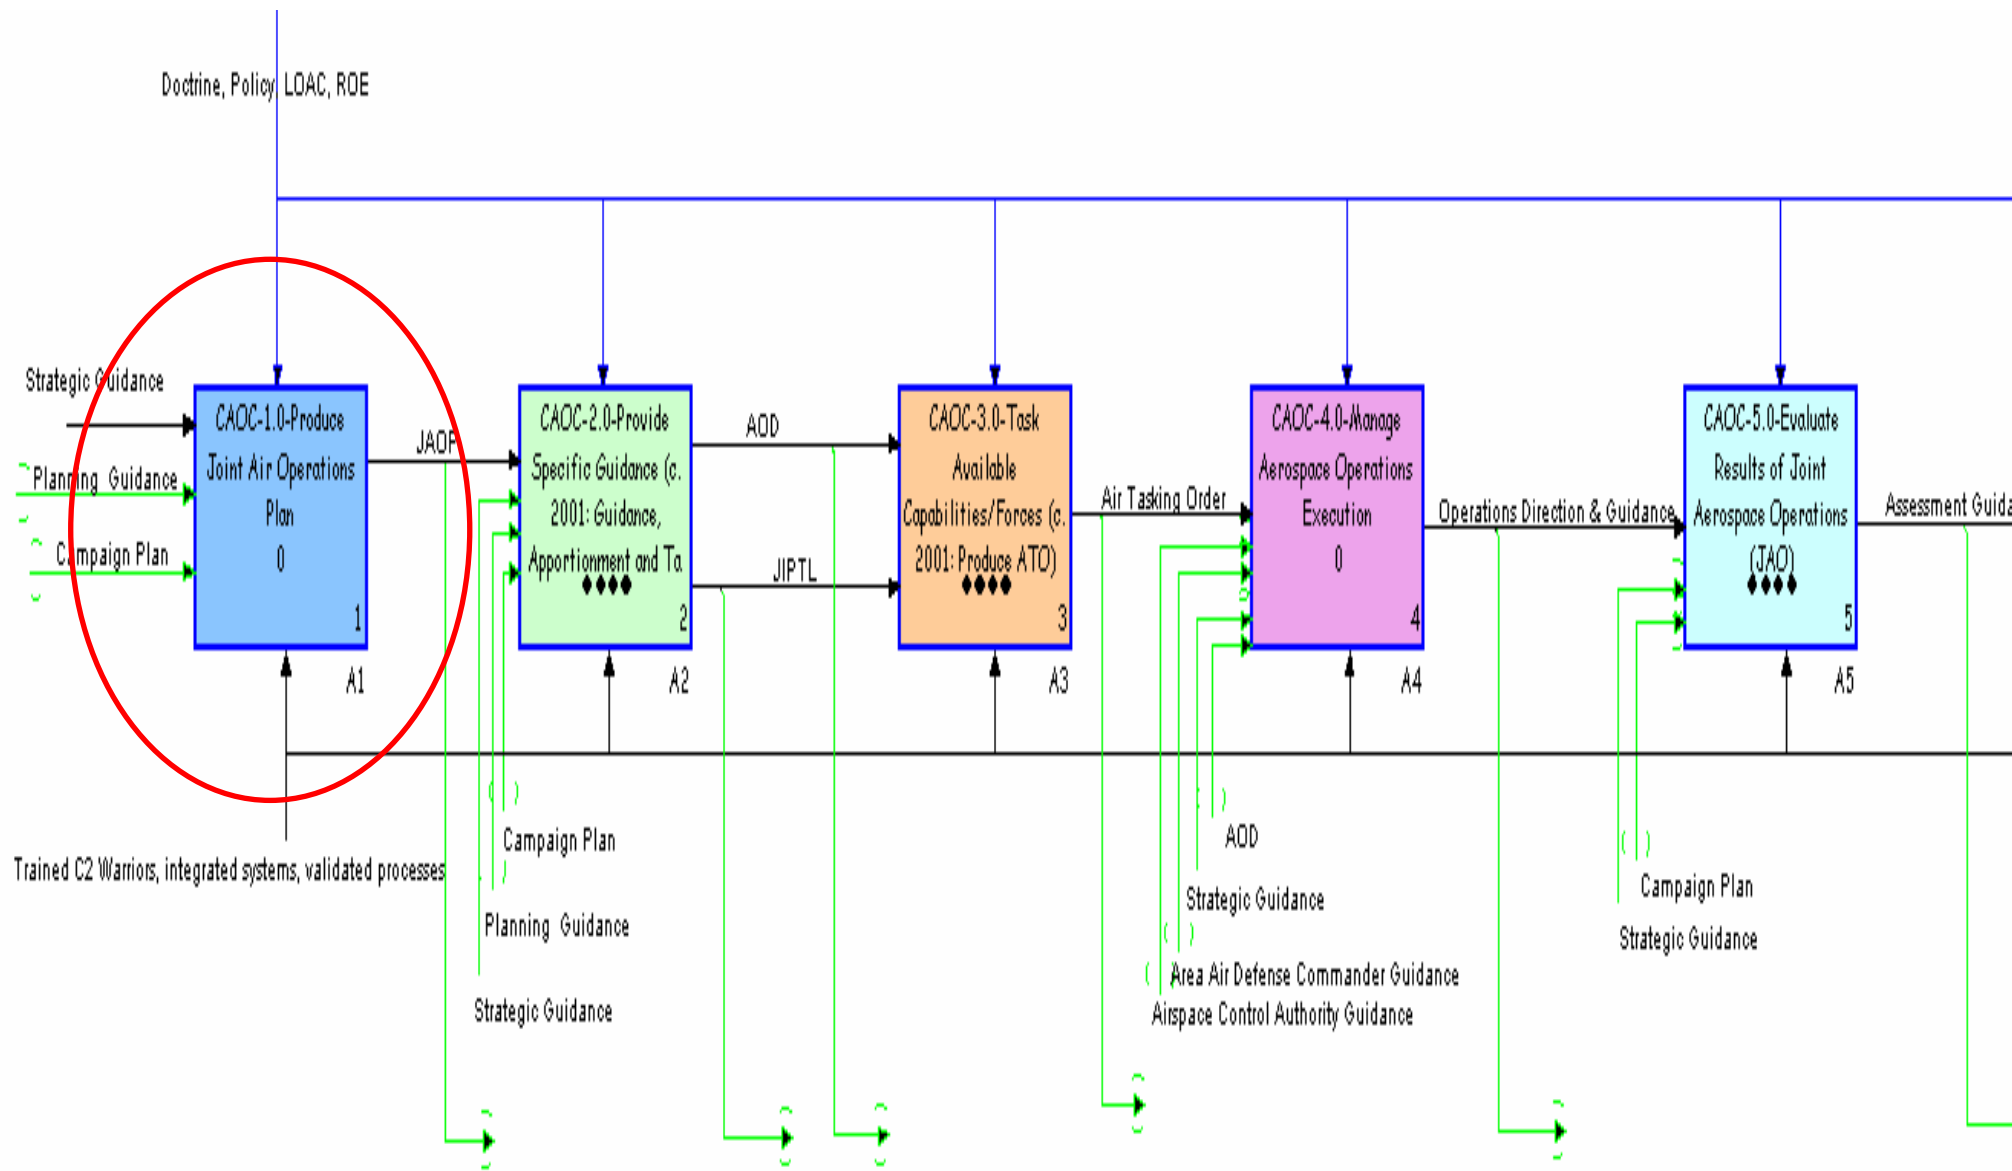 Doctrine, Policy, LOAC, ROE
Strategic Guidance
Planning  Guidance
Campaign Plan
CAOC-1.0-Produce
Joint Air Operations
Plan
0
1
A1
JAOP
CAOC-2.0-Provide
Specific Guidance (c.
2001: Guidance,
Apportionment and Ta
2
A2
AOD
JIPTL
CAOC-3.0-Task
Available
Capabilities/Forces (c.
2001: Produce ATO)
3
A3
Air Tasking Order
CAOC-4.0-Manage
Aerospace Operations
Execution
0
4
A4
Operations Direction & Guidance
CAOC-5.0-Evaluate
Results of Joint
Aerospace Operations
(JAO)
5
A5
Assessment Guida
Trained C2 Warriors, integrated systems, validated processes
Campaign Plan
Planning  Guidance
Strategic Guidance
AOD
Strategic Guidance
Area Air Defense Commander Guidance
Airspace Control Authority Guidance
Campaign Plan
Strategic Guidance